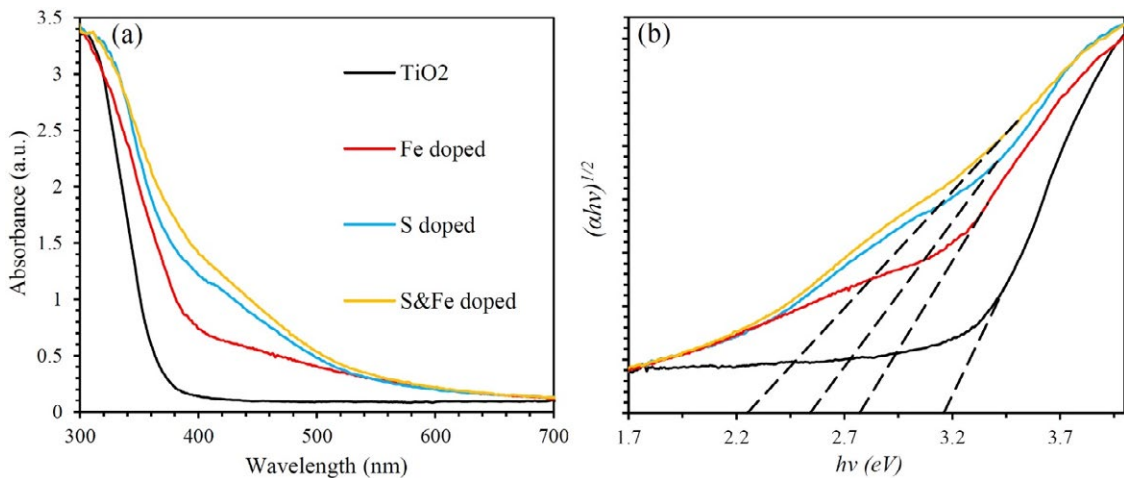 (a)
Absorbance (a.u.)
3.5
3
2.5
2
1.5
1
0.5
0
TiO2
Fe doped
S doped
S&Fe doped
300 400 500 600 700
Wavelength (nm)
(b)
(αhν)1/2
1.7 2.2 2.7 3.2 3.7
hν (eV)